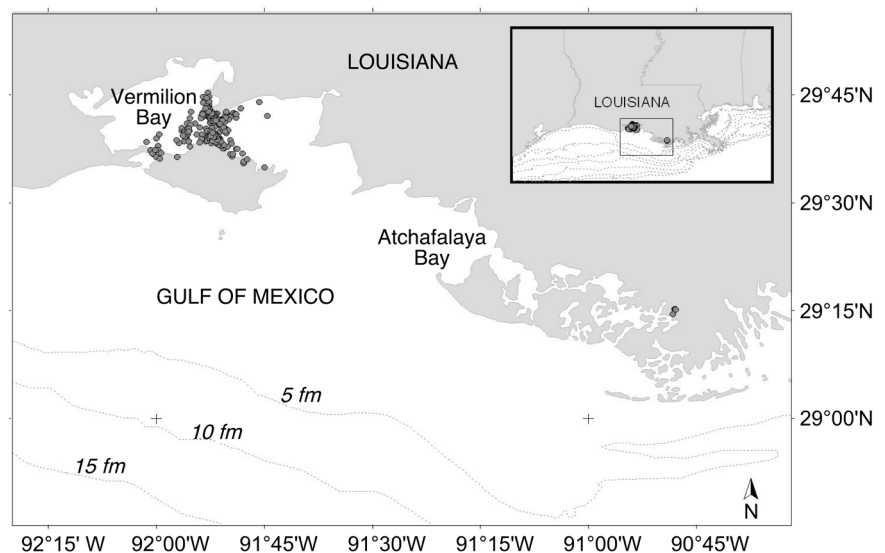 LOUISIANA
Vermilion
Bay
LOUISIANA
29°45'N
29°30'N
Atchafalaya
Bay
GULF OF MEXICO
29°15'N
5 fm
10 fm
29°00'N
15 fm
N
92°15' W
92°00'W
91°45'W
91°30'W
91°15'W
91°00'W
90°45'W